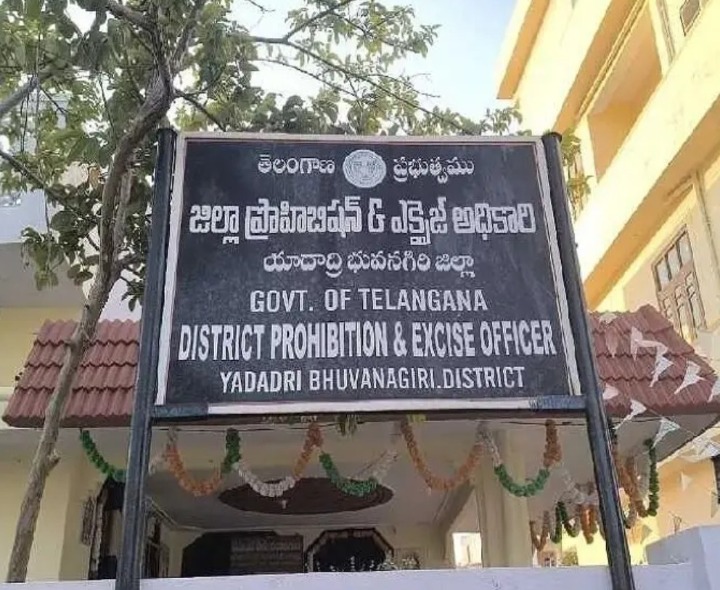 తెలంగాణ ప్రభుత్వము
జిల్లా ప్రొహిబిషన్ & ఎక్సైజ్ అధికారి
యాదాద్రి భువనగిరి జిల్లా
GOVT. OF TELANGANA
DISTRICT PROHIBITION & EXCISE OFFICER
YADADRI BHUVANAGIRI.DISTRICT